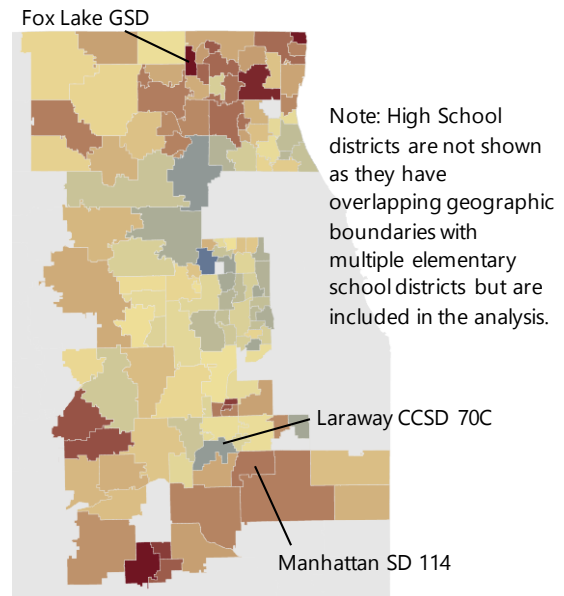 Fox Lake GSD
Note: High School
districts are not shown
as they have
overlapping geographic
boundaries with
multiple elementary
school districts but are
included in the analysis.
Laraway CCSD 70C
Manhattan SD 114